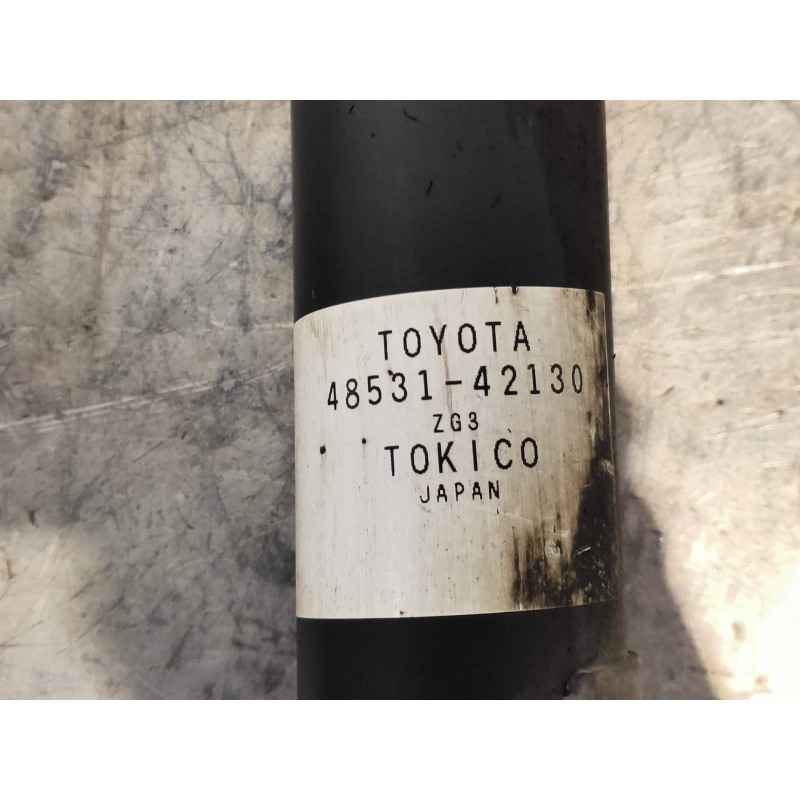 TOYOTA
48531-42130
ZG3
TOKICO
JAPAN